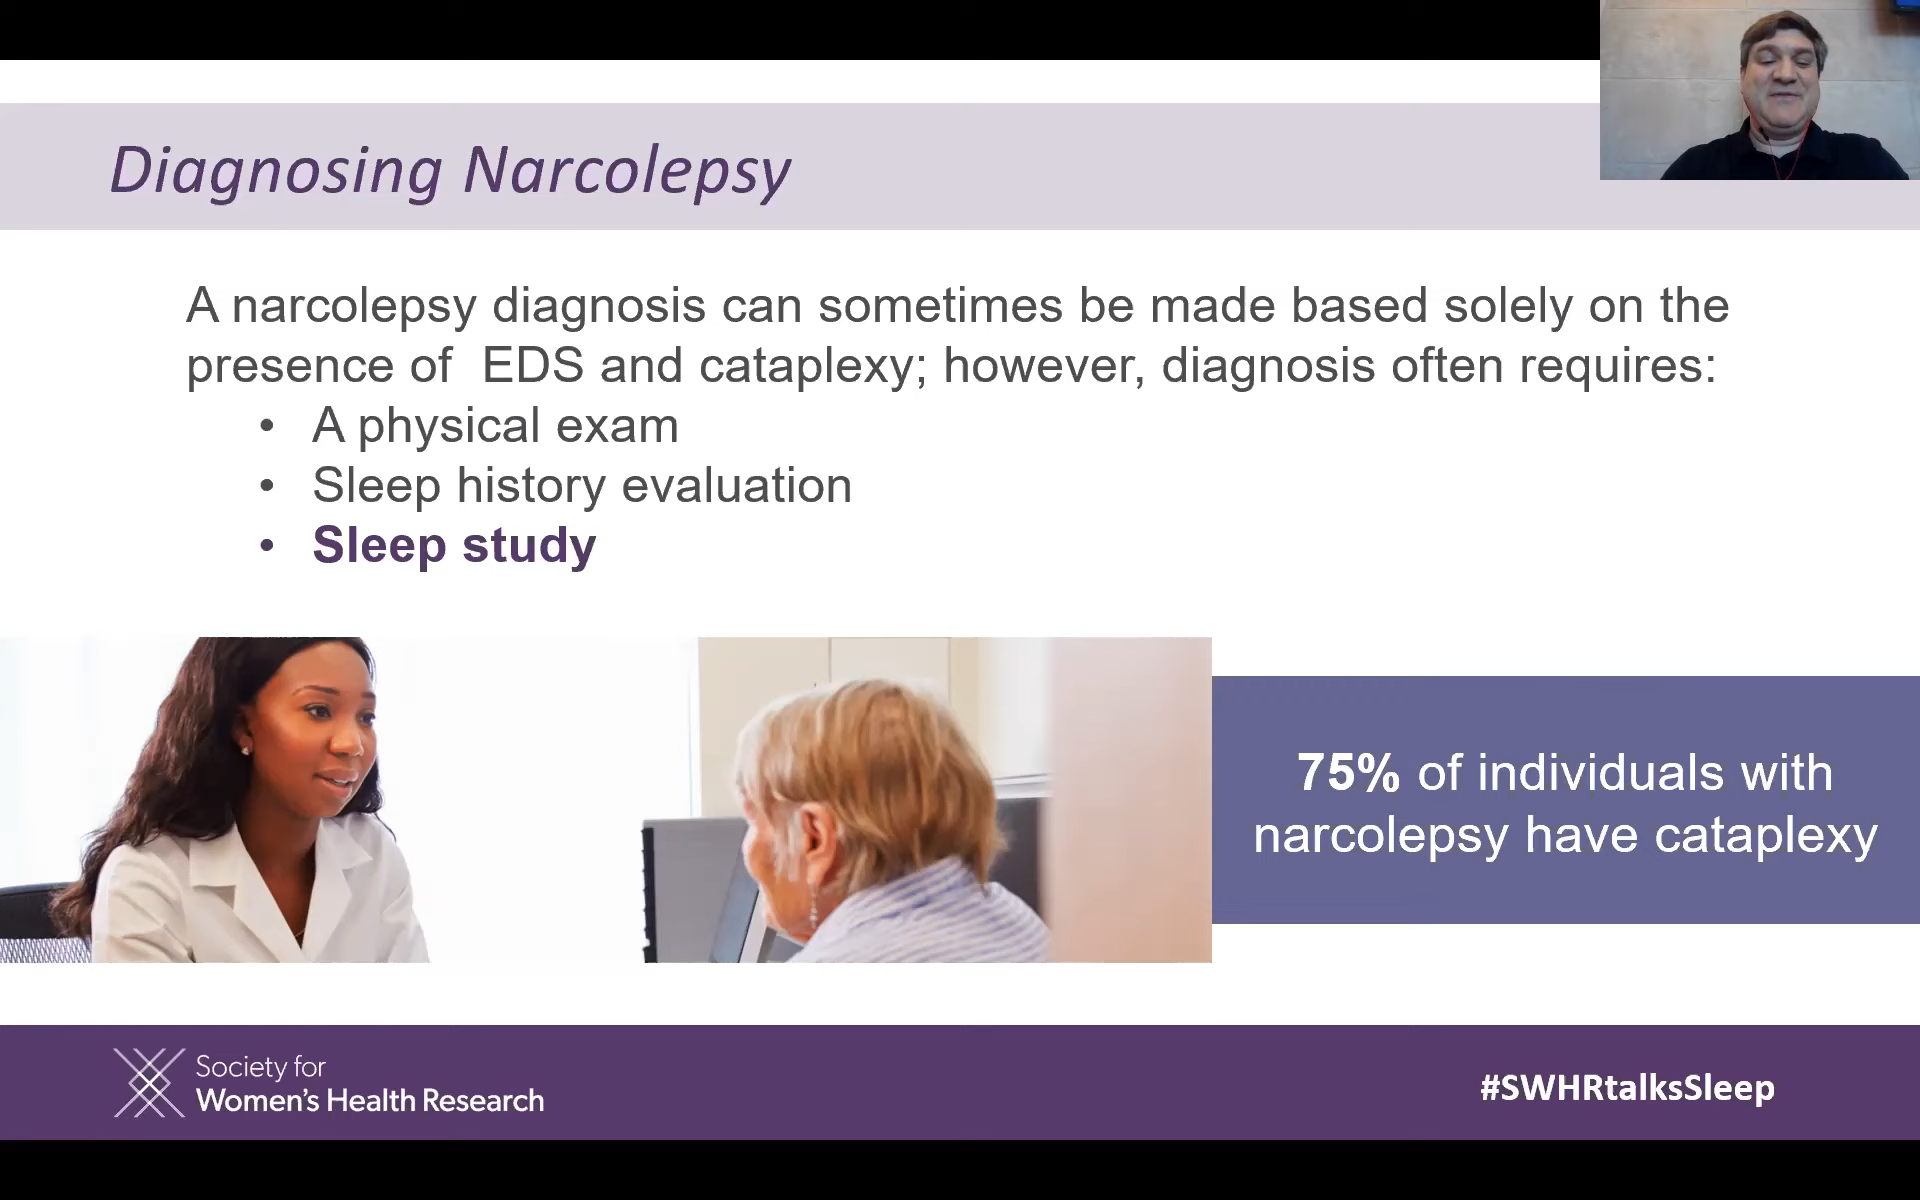 Diagnosing Narcolepsy
A narcolepsy diagnosis can sometimes be made based solely on the
presence of  EDS and cataplexy; however, diagnosis often requires:
• A physical exam
• Sleep history evaluation
• Sleep study
75% of individuals with
narcolepsy have cataplexy
Society for
Women's Health Research
#SWHRtalksSleep